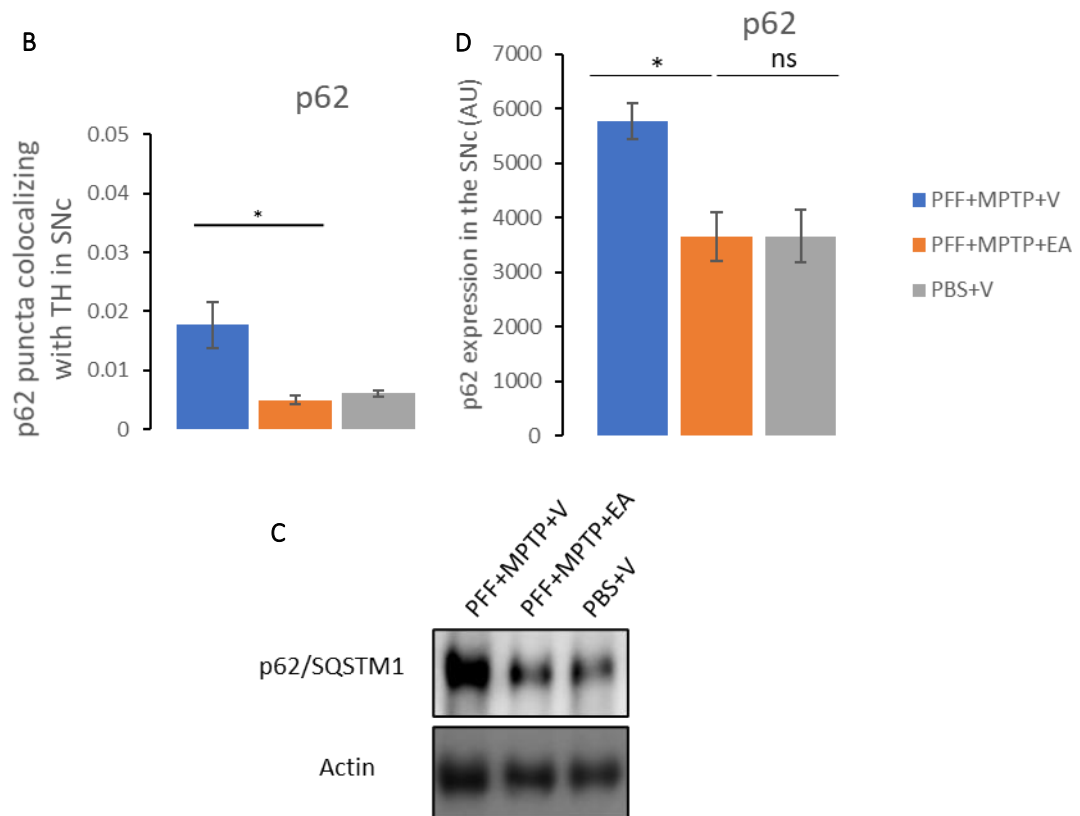 B
p62
p62 puncta colocalizing
with TH in SNc
0.05
0.04
0.03
0.02
0.01
0
*
D
p62
p62 expression in the SNc (AU)
7000
6000
5000
4000
3000
2000
1000
0
*
ns
PFF+MPTP+V
PFF+MPTP+EA
PBS+V
C
PFF+MPTP+V
PFF+MPTP+EA
PBS+V
p62/SQSTM1
Actin